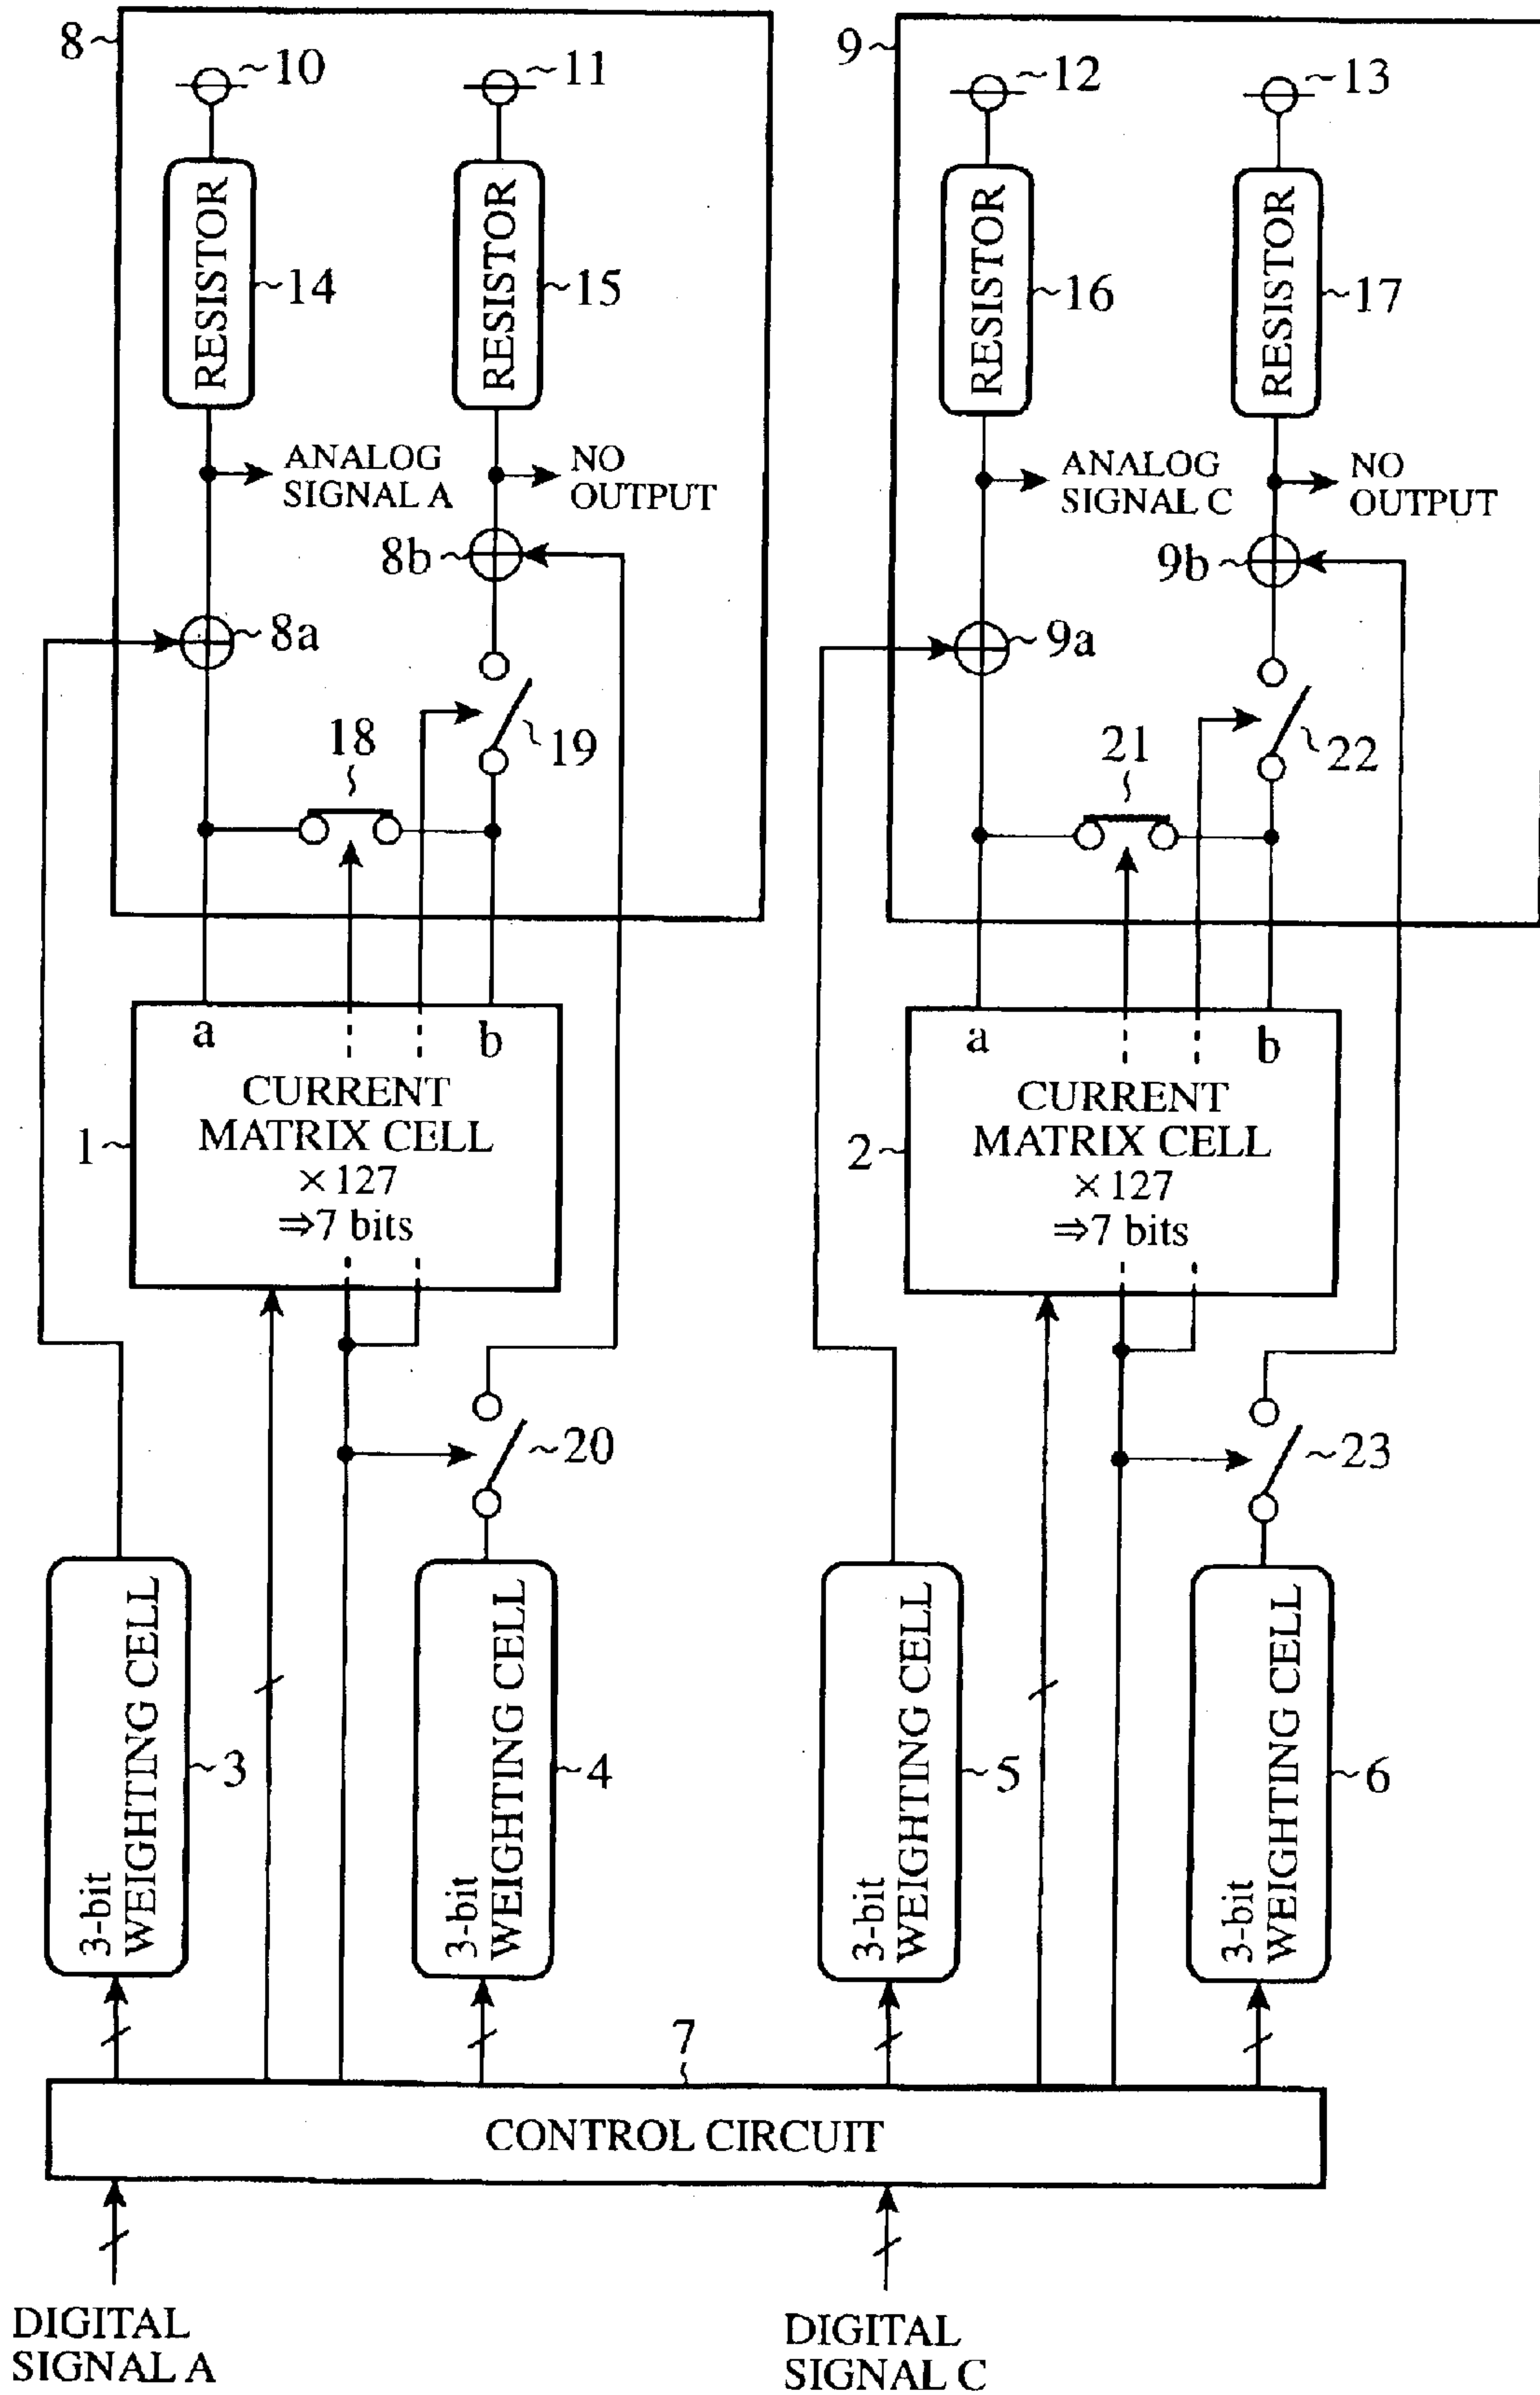 8
10
11
RESISTOR
14
RESISTOR
15
ANALOG
SIGNAL A
NO
OUTPUT
8b
8a
18
19
a
b
CURRENT
MATRIX CELL
×127
⇒7 bits
1
20
3-bit
WEIGHTING CELL
3
3-bit
WEIGHTING CELL
4
9
12
13
RESISTOR
16
RESISTOR
17
ANALOG
SIGNAL C
NO
OUTPUT
9b
9a
21
22
a
b
CURRENT
MATRIX CELL
×127
⇒7 bits
2
23
3-bit
WEIGHTING CELL
5
3-bit
WEIGHTING CELL
6
7
CONTROL CIRCUIT
DIGITAL
SIGNAL A
DIGITAL
SIGNAL C